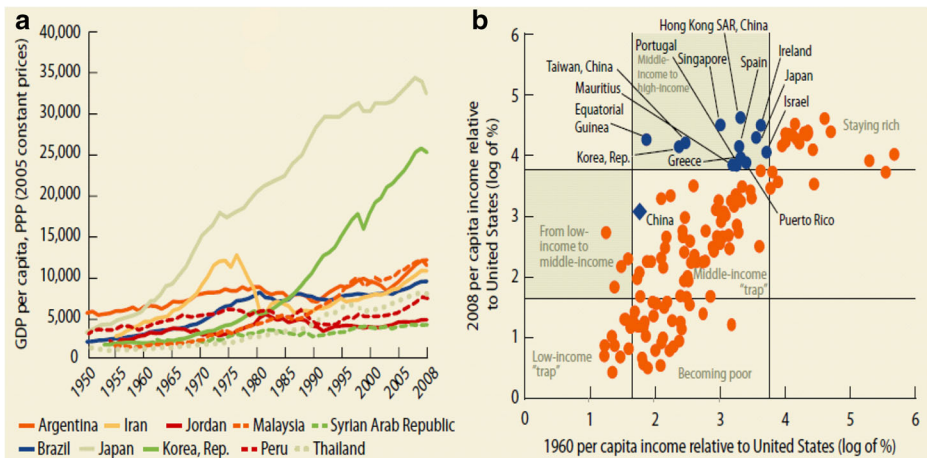 a
GDP per capita, PPP (2005 constant prices)
40,000
35,000
30,000
25,000
20,000
15,000
10,000
5,000
0
1950
1955
1960
1965
1970
1975
1980
1985
1990
1995
2000
2005
2008
Argentina Iran Jordan Malaysia Syrian Arab Republic
Brazil Japan Korea, Rep. Peru Thailand
b
2008 per capita income relative
to United States (log of %)
6
5
4
3
2
1
0
Hong Kong SAR, China
Portugal
Middle-
income to
high-income
Singapore
Spain
Ireland
Japan
Israel
Taiwan, China
Mauritius
Equatorial
Guinea
Korea, Rep.
Greece
Staying rich
China
Puerto Rico
From low-
income to
middle-income
Middle-income
"trap"
Low-income
"trap"
Becoming poor
0 1 2 3 4 5 6
1960 per capita income relative to United States (log of %)